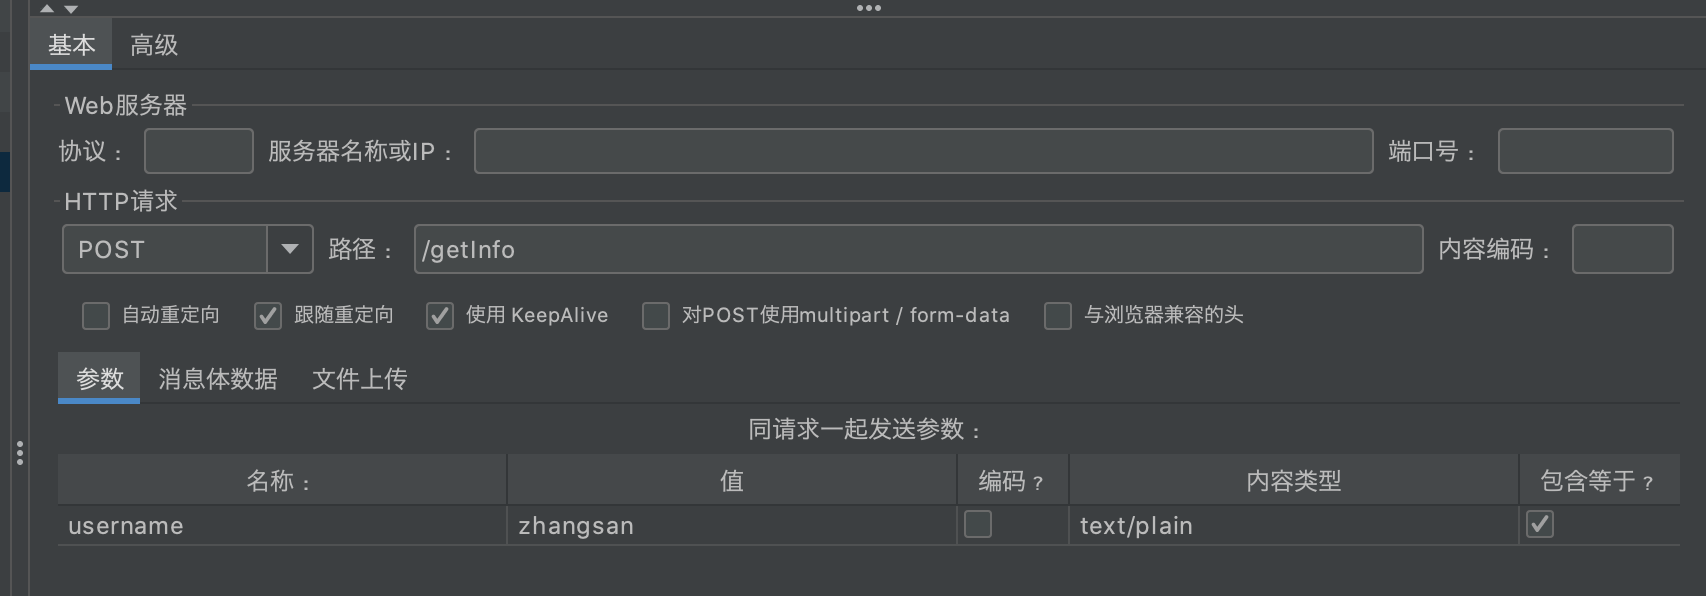 基本 高级
Web服务器
协议： 服务器名称或IP： 端口号：
HTTP请求
POST 路径： /getInfo 内容编码：
自动重定向 跟随重定向 使用 KeepAlive 对POST使用multipart / form-data 与浏览器兼容的头
参数 消息体数据 文件上传
同请求一起发送参数：
名称： 值 编码？ 内容类型 包含等于？
username zhangsan text/plain